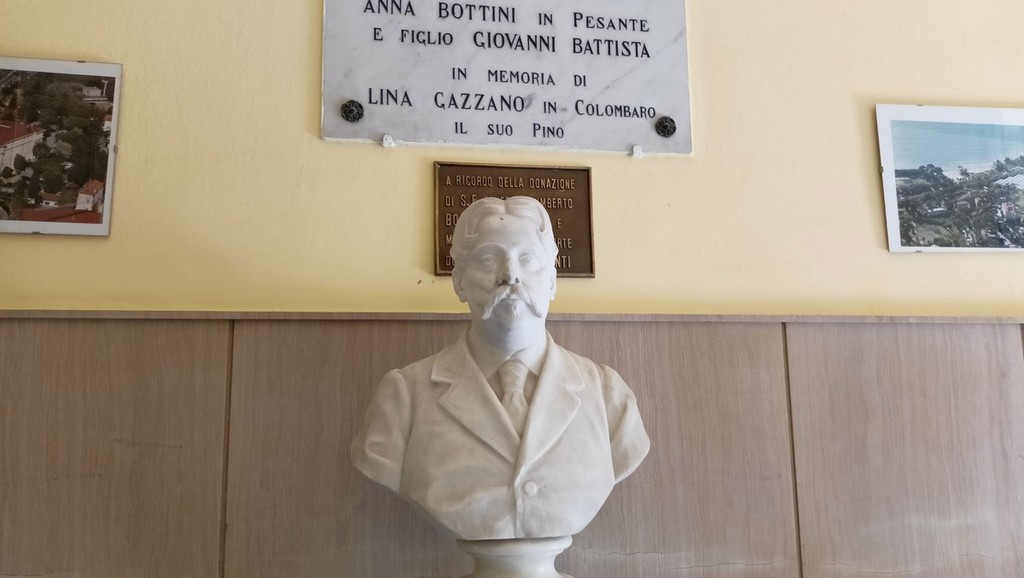 ANNA BOTTINI IN PESANTE
E FIGLIO GIOVANNI BATTISTA
IN MEMORIA DI
LINA GAZZANO IN COLOMBARO
IL SUO PINO
A RICORDO DELLA DONAZIONE
DI
E